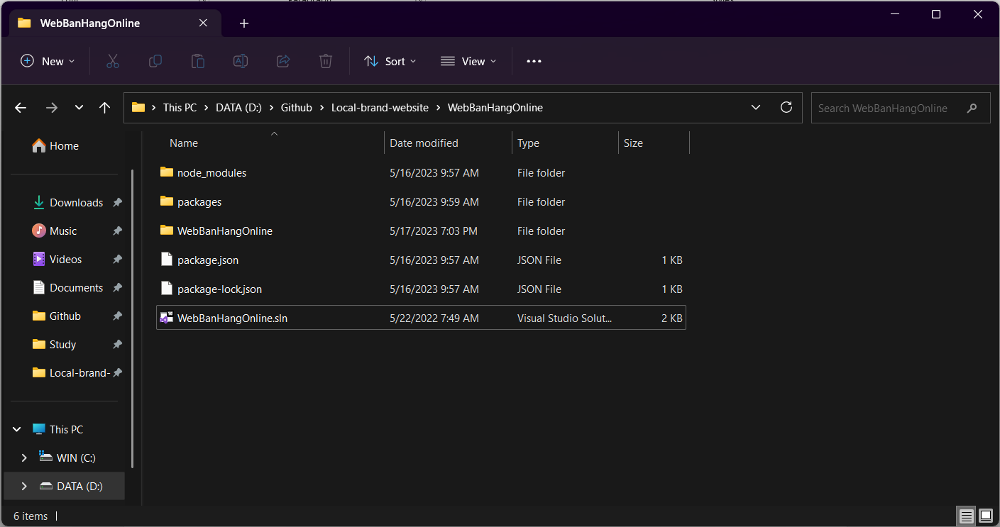 WebBanHangOnline
New
Sort
View
This PC
DATA (D:)
Github
Local-brand-website
WebBanHangOnline
Search WebBanHangOnline
Home
Downloads
Music
Videos
Documents
Github
Study
Local-brand-
This PC
WIN (C:)
DATA (D:)
Name Date modified Type Size
node_modules 5/16/2023 9:57 AM File folder
packages 5/16/2023 9:59 AM File folder
WebBanHangOnline 5/17/2023 7:03 PM File folder
package.json 5/16/2023 9:57 AM JSON File 1 KB
package-lock.json 5/16/2023 9:57 AM JSON File 1 KB
WebBanHangOnline.sln 5/22/2022 7:49 AM Visual Studio Solut... 2 KB
6 items